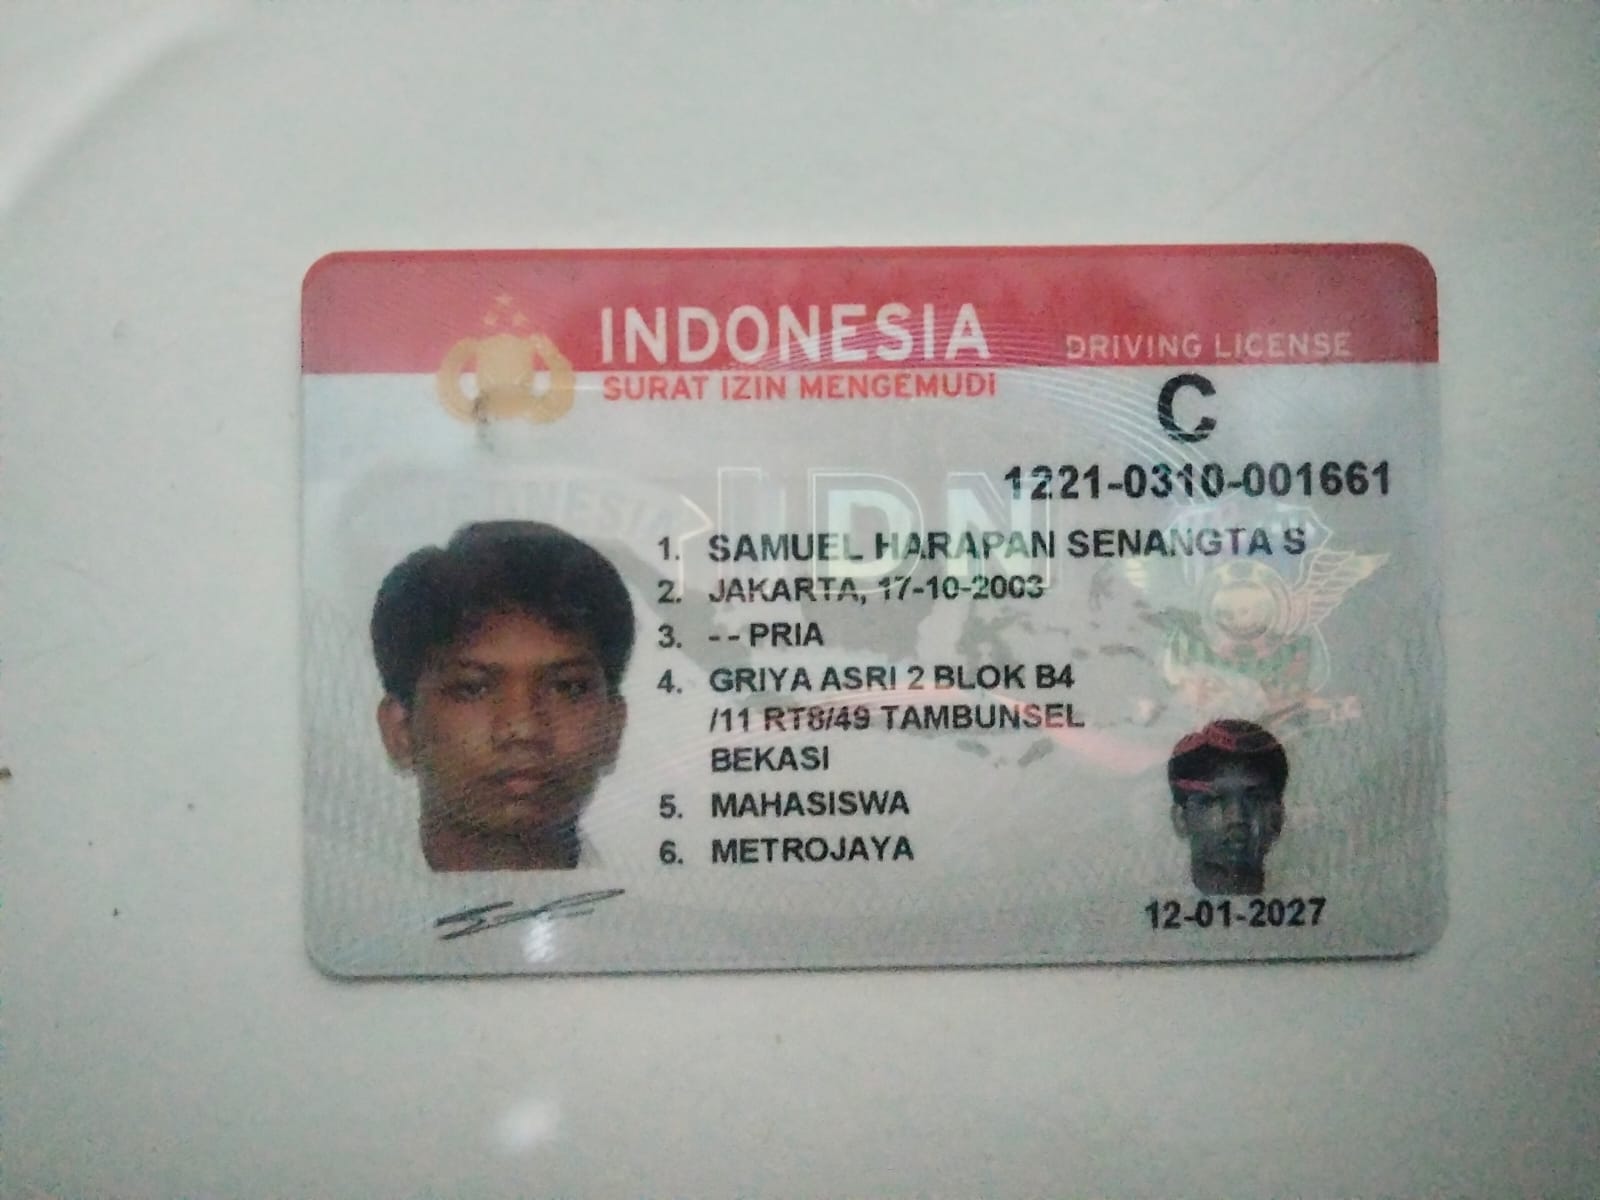 INDONESIA
DRIVING LICENSE
SURAT IZIN MENGEMUDI
C
1221-0310-001661
IDN
1. SAMUEL HARAPAN SENANGTA S
2. JAKARTA, 17-10-2003
3. - - PRIA
4. GRIYA ASRI 2 BLOK B4
/11 RT8/49 TAMBUNSEL
BEKASI
5. MAHASISWA
6. METROJAYA
12-01-2027